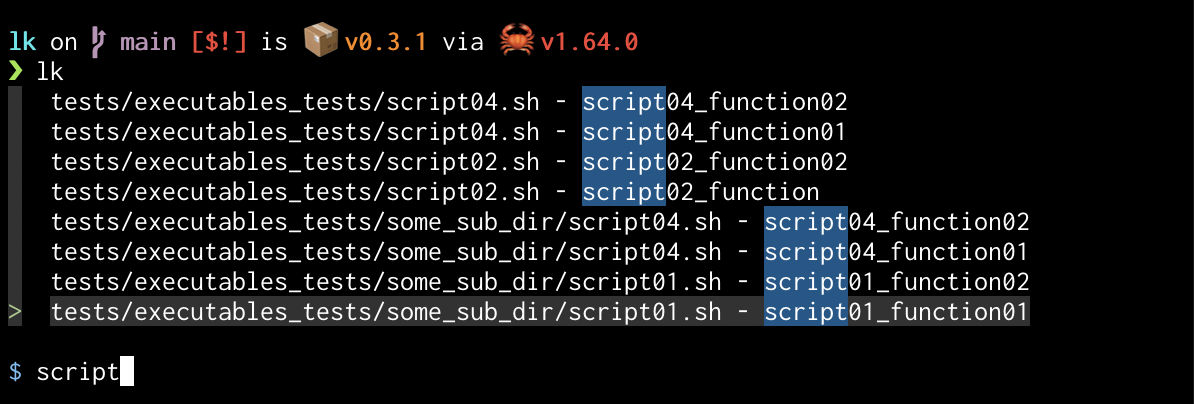 lk on main [$!] is 📦 v0.3.1 via 🦀 v1.64.0
❯ lk
tests/executables_tests/script04.sh - script04_function02
tests/executables_tests/script04.sh - script04_function01
tests/executables_tests/script02.sh - script02_function02
tests/executables_tests/script02.sh - script02_function
tests/executables_tests/some_sub_dir/script04.sh - script04_function02
tests/executables_tests/some_sub_dir/script04.sh - script04_function01
tests/executables_tests/some_sub_dir/script01.sh - script01_function02
> tests/executables_tests/some_sub_dir/script01.sh - script01_function01
$ script